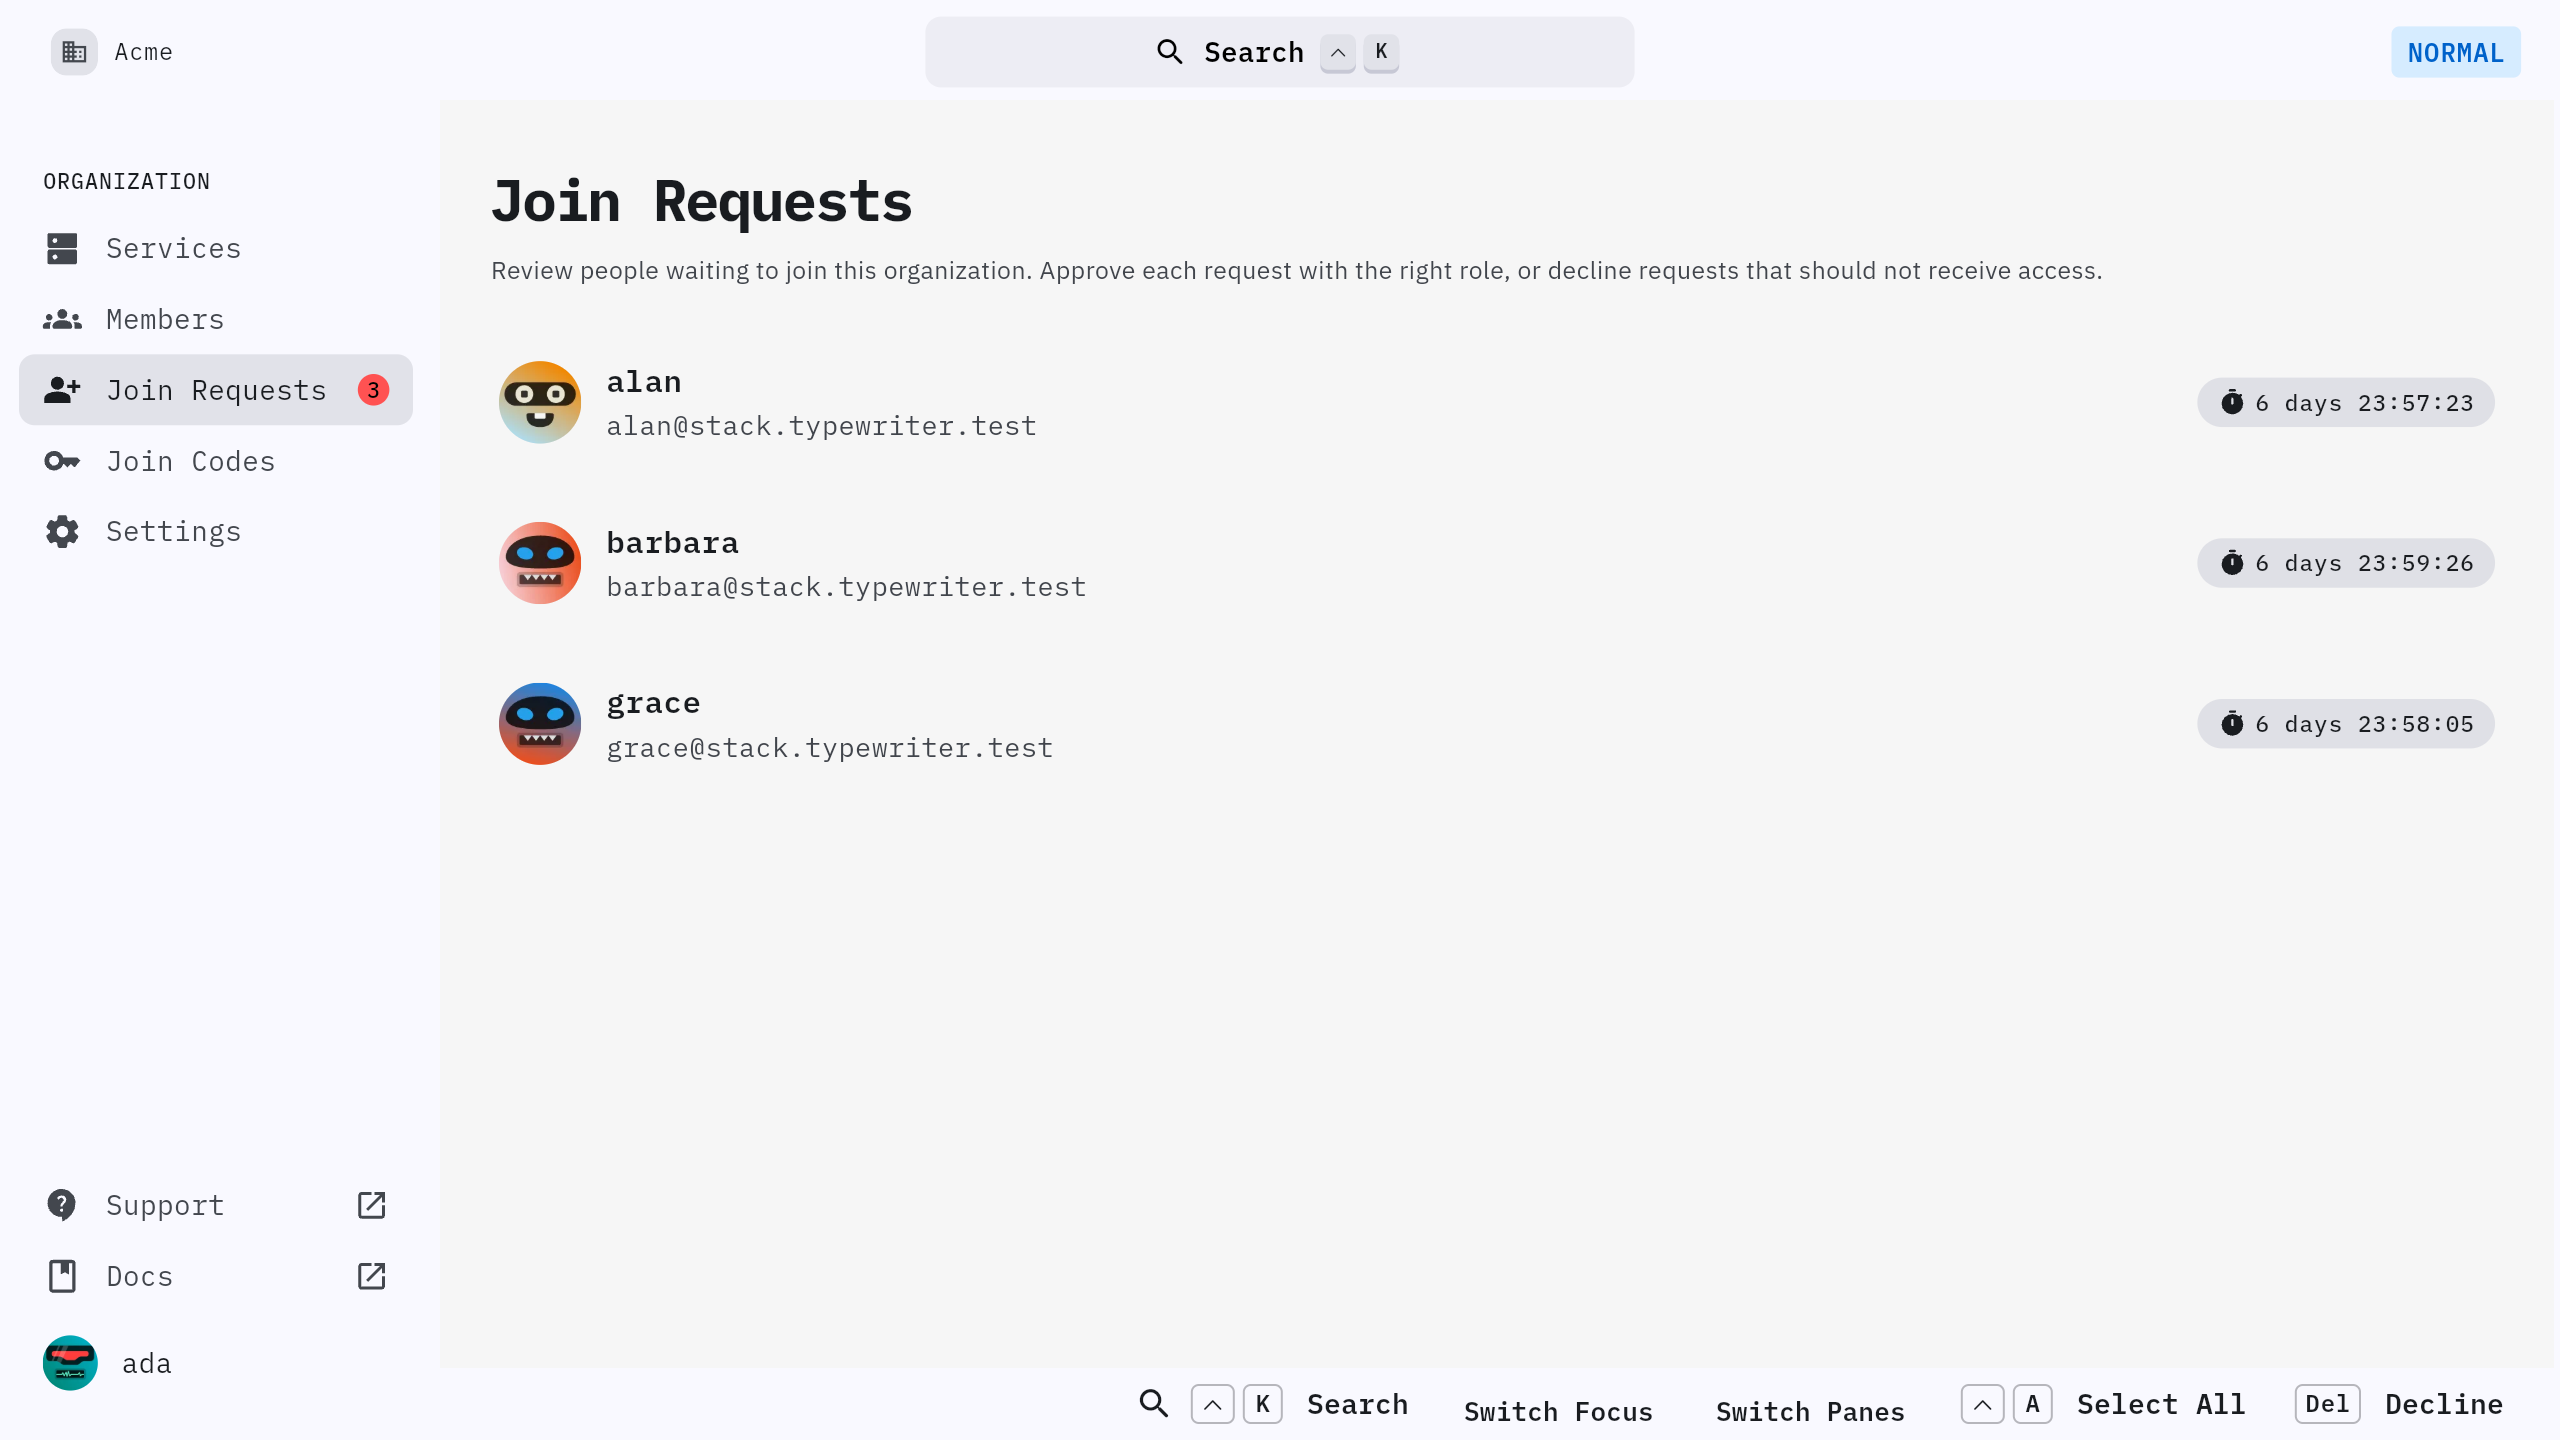 Acme
Search ^ K
NORMAL
ORGANIZATION
Services
Members
Join Requests 3
Join Codes
Settings
Join Requests
Review people waiting to join this organization. Approve each request with the right role, or decline requests that should not receive access.
alan
alan@stack.typewriter.test
6 days 23:57:23
barbara
barbara@stack.typewriter.test
6 days 23:59:26
grace
grace@stack.typewriter.test
6 days 23:58:05
Support
Docs
ada
^ K Search Switch Focus Switch Panes ^ A Select All Del Decline